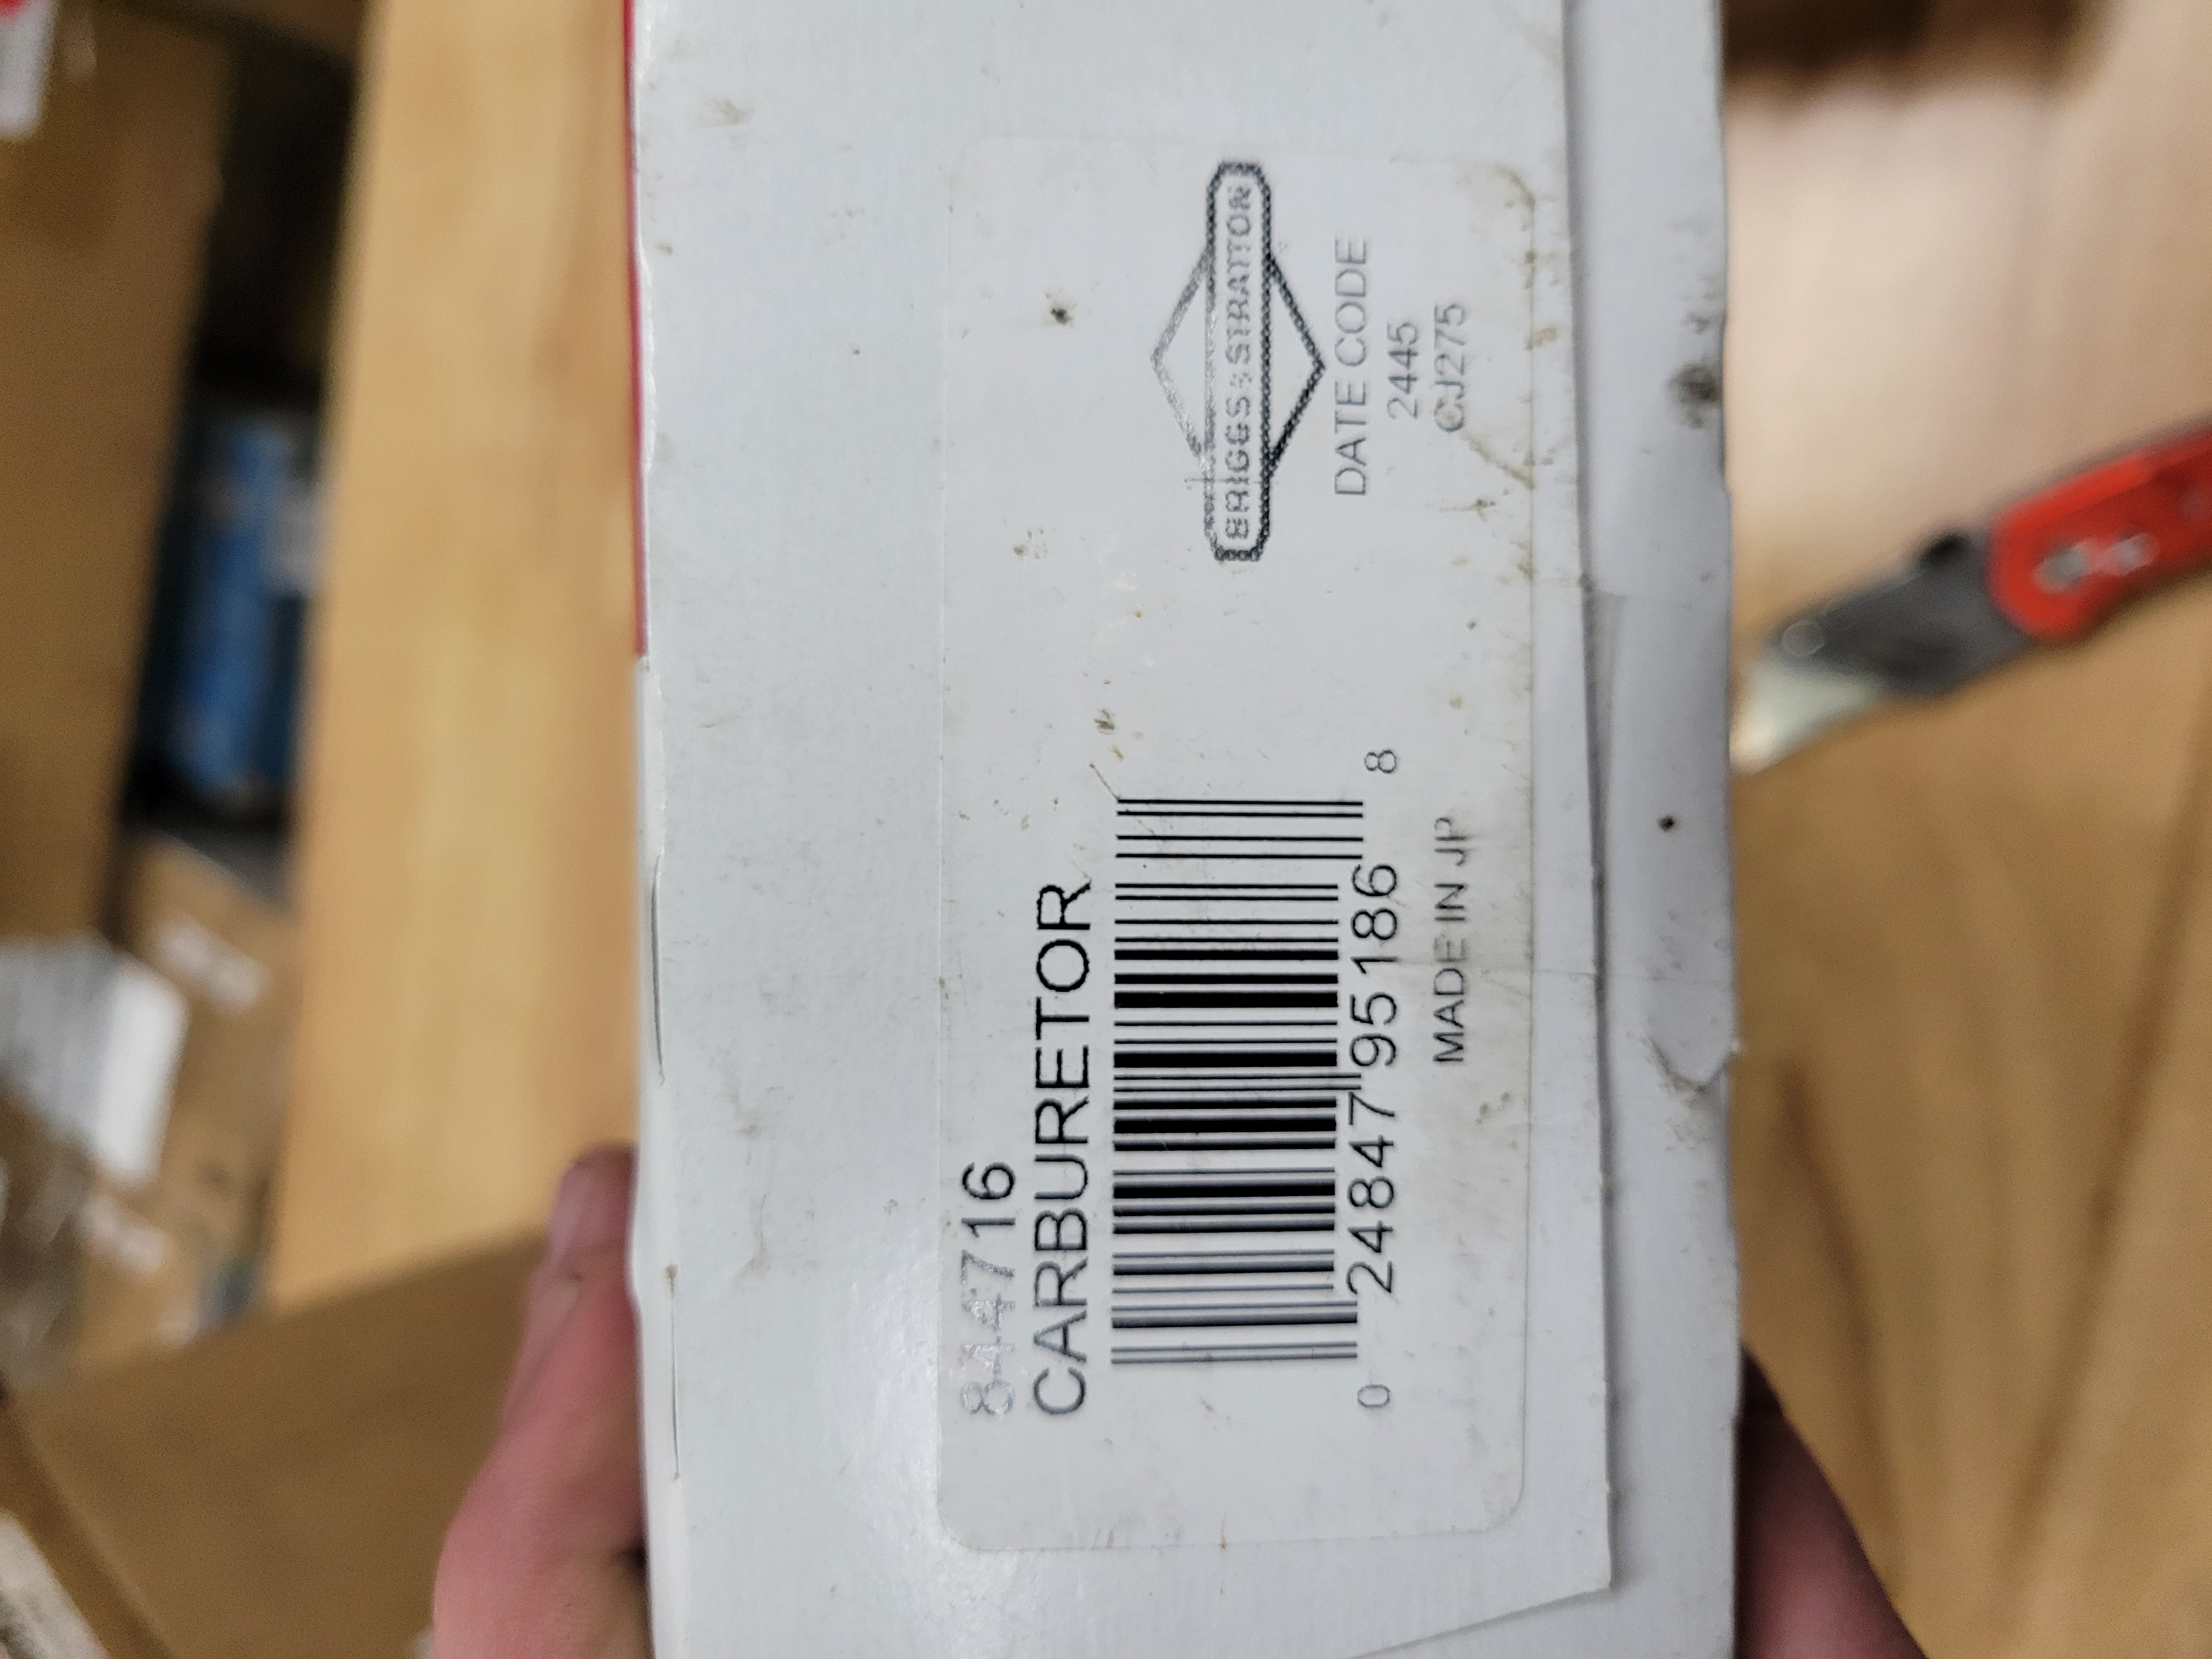 844716
CARBURETOR
0 24847 95186 8
MADE IN JP
BRIGGS & STRATTON
DATE CODE
2445
CJ275